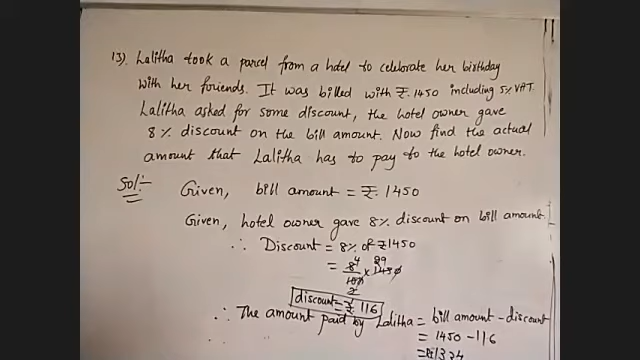 13). Lalitha took a parcel from a hotel to celebrate her birthday
with her foriends. It was billed with ₹. 1450 including 5% VAT.
Lalitha asked for some discount, the hotel owner gave
8% discount on the bill amount. Now find the actual
amount that Lalitha has to pay to the hotel owner.
Sol:-
Given, bill amount = ₹. 1450
Given, hotel owner gave 8% discount on bill amount.
∴ Discount = 8% of ₹1450
= 8/100 × 1450
4 29
2
discount = ₹. 116
∴ The amount paid by Lalitha = bill amount - discount
= 1450 - 116
= ₹1334